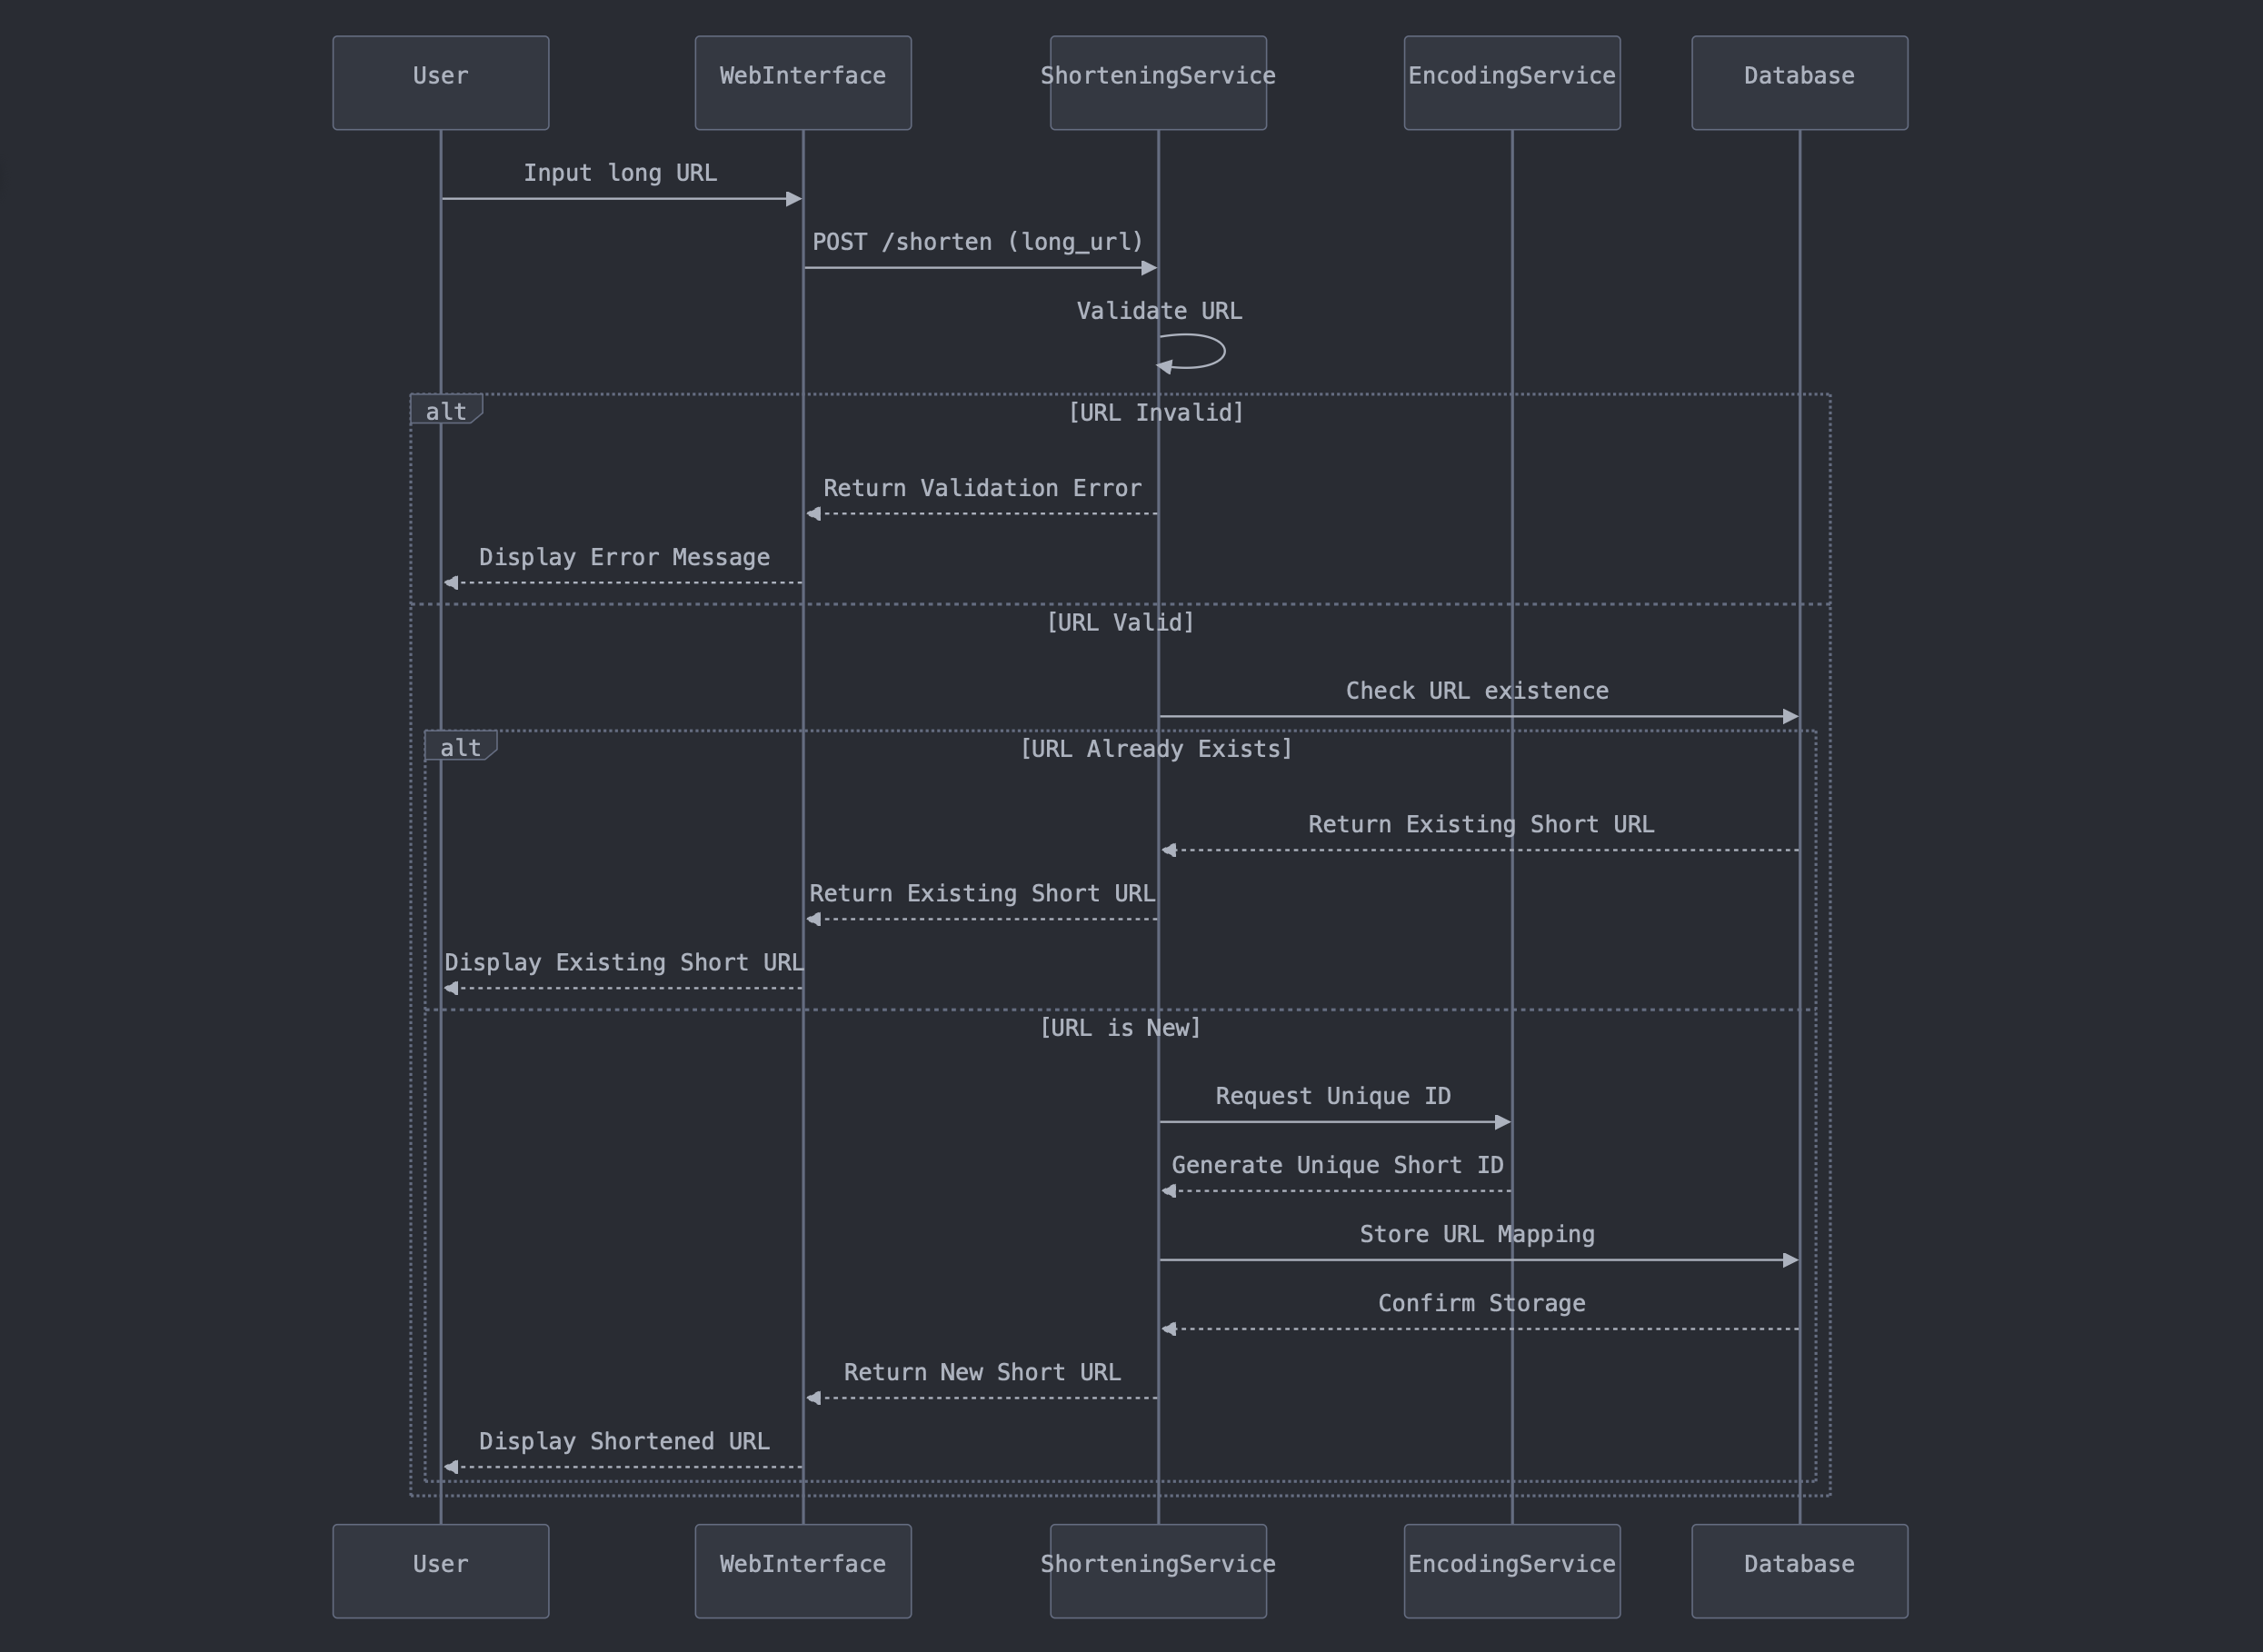 User
WebInterface
ShorteningService
EncodingService
Database
Input long URL
POST /shorten (long_url)
Validate URL
alt
[URL Invalid]
Return Validation Error
Display Error Message
[URL Valid]
Check URL existence
alt
[URL Already Exists]
Return Existing Short URL
Return Existing Short URL
Display Existing Short URL
[URL is New]
Request Unique ID
Generate Unique Short ID
Store URL Mapping
Confirm Storage
Return New Short URL
Display Shortened URL
User
WebInterface
ShorteningService
EncodingService
Database